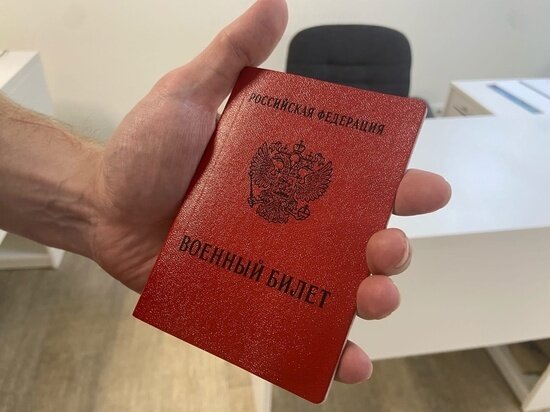 РОССИЙСКАЯ ФЕДЕРАЦИЯ
ВОЕННЫЙ БИЛЕТ